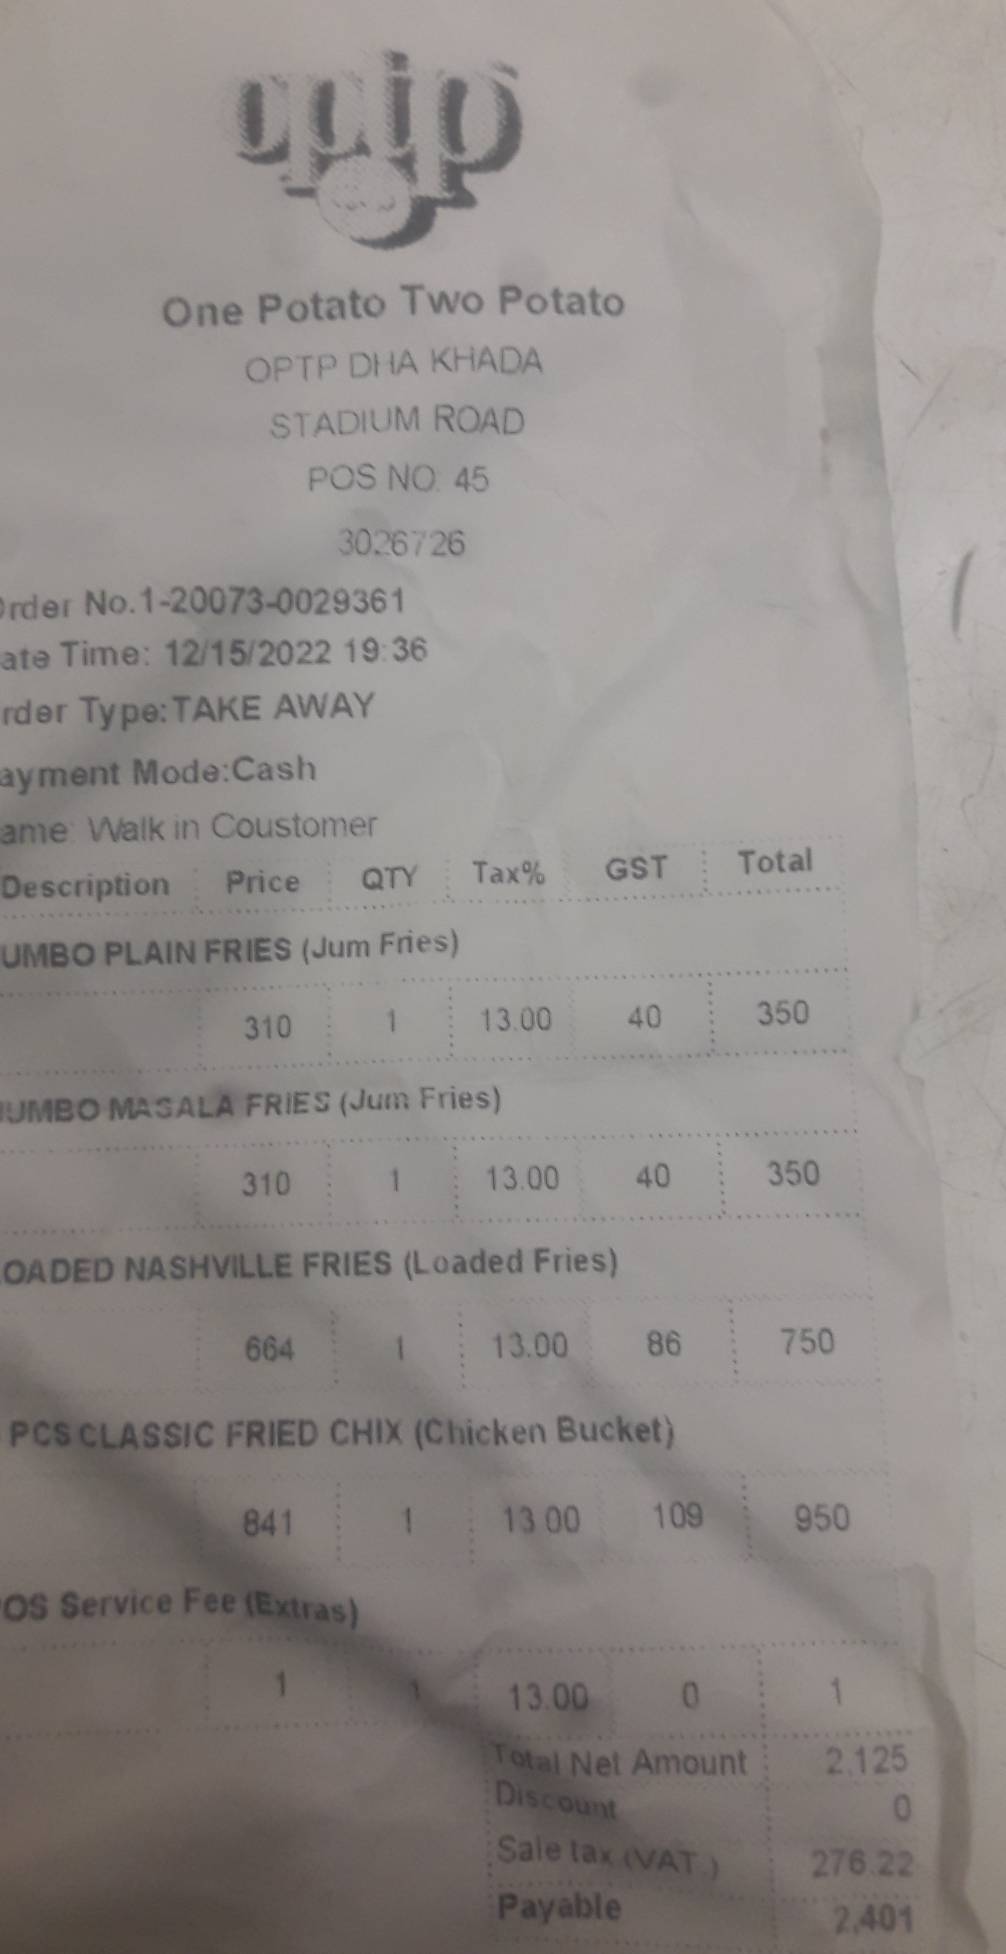 optp
One Potato Two Potato
OPTP DHA KHADA
STADIUM ROAD
POS NO: 45
3026726
Order No.1-20073-0029361
ate Time: 12/15/2022 19:36
rder Type:TAKE AWAY
ayment Mode:Cash
ame: Walk in Coustomer
Description Price QTY Tax% GST Total
UMBO PLAIN FRIES (Jum Fries)
310 1 13.00 40 350
UMBO MASALA FRIES (Jum Fries)
310 1 13.00 40 350
OADED NASHVILLE FRIES (Loaded Fries)
664 1 13.00 86 750
PCS CLASSIC FRIED CHIX (Chicken Bucket)
841 1 13.00 109 950
OS Service Fee (Extras)
1 1 13.00 0 1
Total Net Amount 2,125
Discount 0
Sale tax (VAT ) 276.22
Payable 2,401